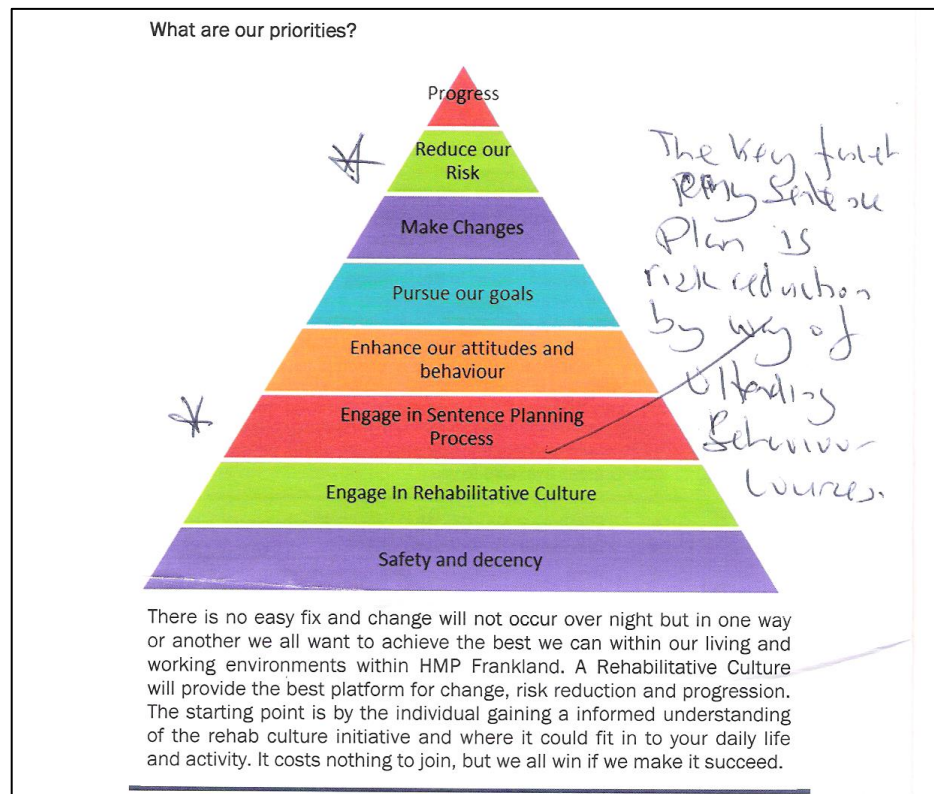 What are our priorities?
Progress
Reduce our
Risk
Make Changes
Pursue our goals
Enhance our attitudes and
behaviour
Engage in Sentence Planning
Process
Engage In Rehabilitative Culture
Safety and decency
The Key
Sentence
Plan is
risk reduction
by way of
Offending
Behaviour
Courses.
There is no easy fix and change will not occur over night but in one way
or another we all want to achieve the best we can within our living and
working environments within HMP Frankland. A Rehabilitative Culture
will provide the best platform for change, risk reduction and progression.
The starting point is by the individual gaining a informed understanding
of the rehab culture initiative and where it could fit in to your daily life
and activity. It costs nothing to join, but we all win if we make it succeed.